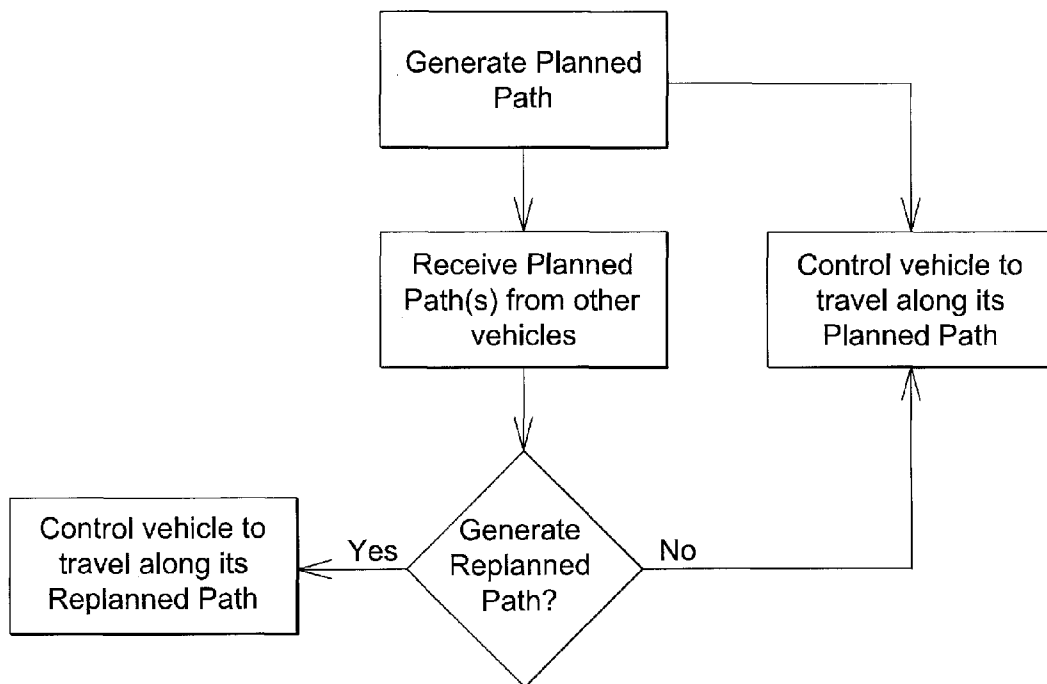 Generate Planned
Path
Receive Planned
Path(s) from other
vehicles
Control vehicle to
travel along its
Planned Path
Generate
Replanned
Path?
Yes
No
Control vehicle to
travel along its
Replanned Path